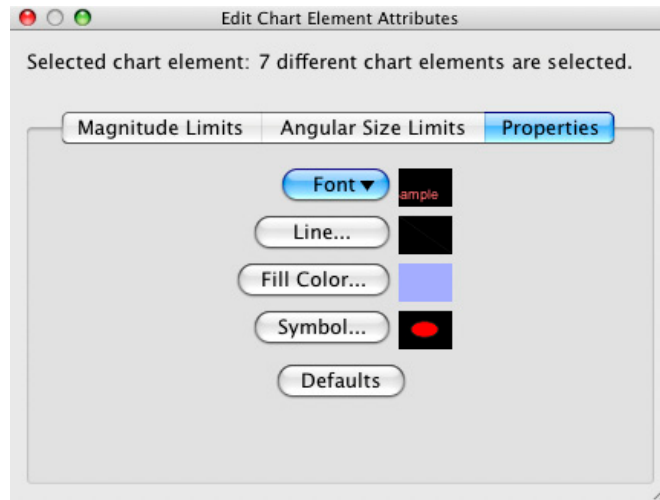 Edit Chart Element Attributes
Selected chart element: 7 different chart elements are selected.
Magnitude Limits Angular Size Limits Properties
Font ample
Line...
Fill Color...
Symbol...
Defaults